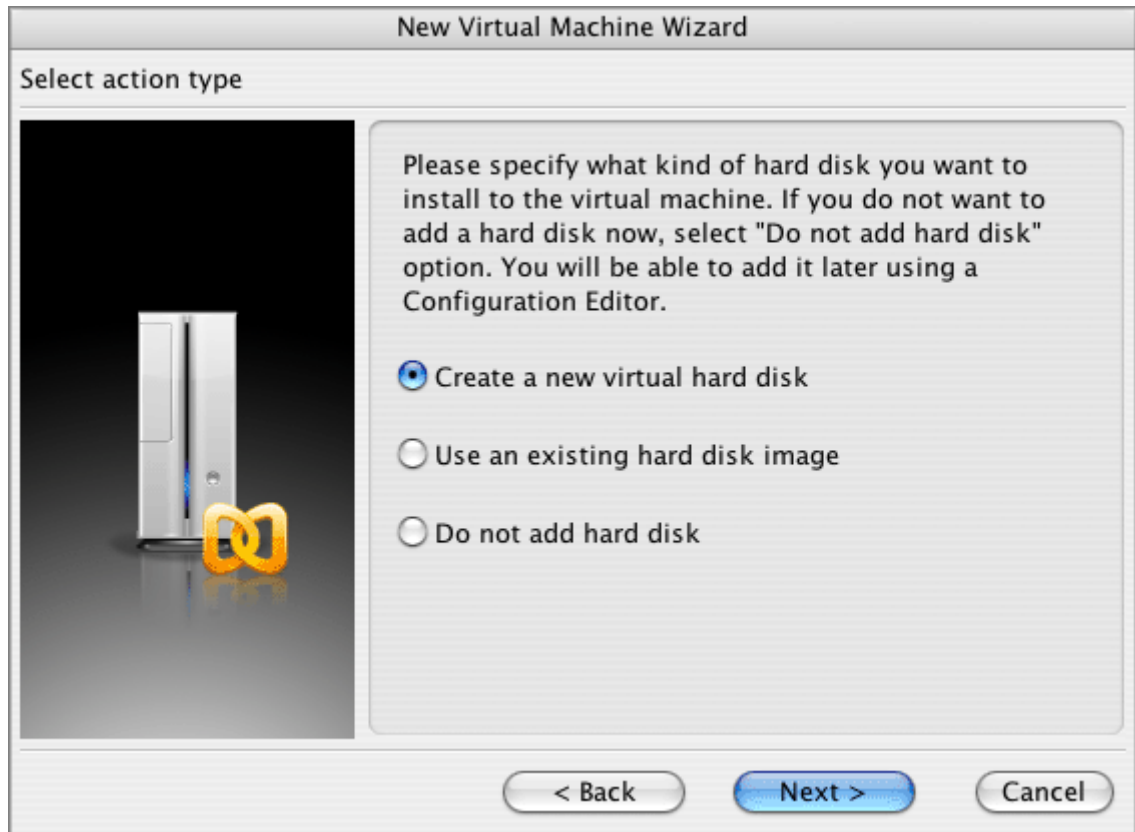 New Virtual Machine Wizard
Select action type
Please specify what kind of hard disk you want to
install to the virtual machine. If you do not want to
add a hard disk now, select "Do not add hard disk"
option. You will be able to add it later using a
Configuration Editor.
Create a new virtual hard disk
Use an existing hard disk image
Do not add hard disk
< Back
Next >
Cancel